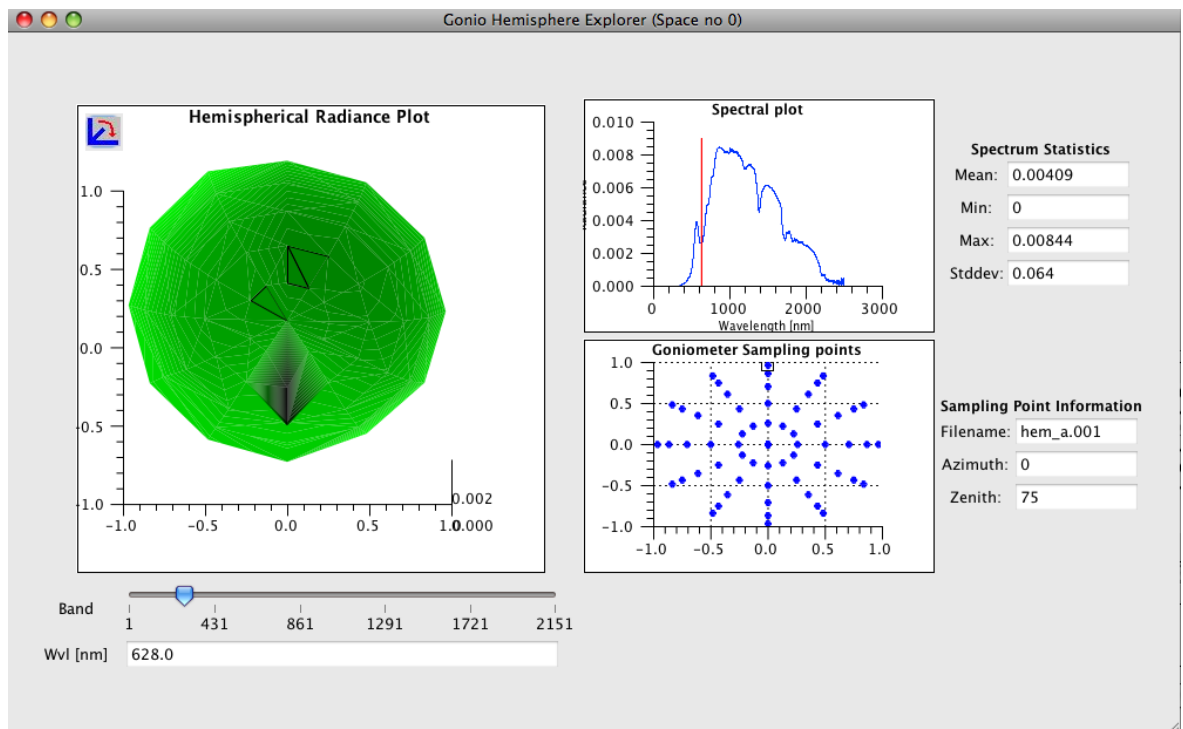 Gonio Hemisphere Explorer (Space no 0)
Hemispherical Radiance Plot
1.0
0.5
0.0
-0.5
-1.0
-1.0 -0.5 0.0 0.5 1.0
0.002
0.000
Band
1 431 861 1291 1721 2151
Wvl [nm] 628.0
Spectral plot
0.010
0.008
0.006
0.004
0.002
0.000
0 1000 2000 3000
Wavelength [nm]
Goniometer Sampling points
1.0
0.5
0.0
-0.5
-1.0
-1.0 -0.5 0.0 0.5 1.0
Spectrum Statistics
Mean: 0.00409
Min: 0
Max: 0.00844
Stddev: 0.064
Sampling Point Information
Filename: hem_a.001
Azimuth: 0
Zenith: 75